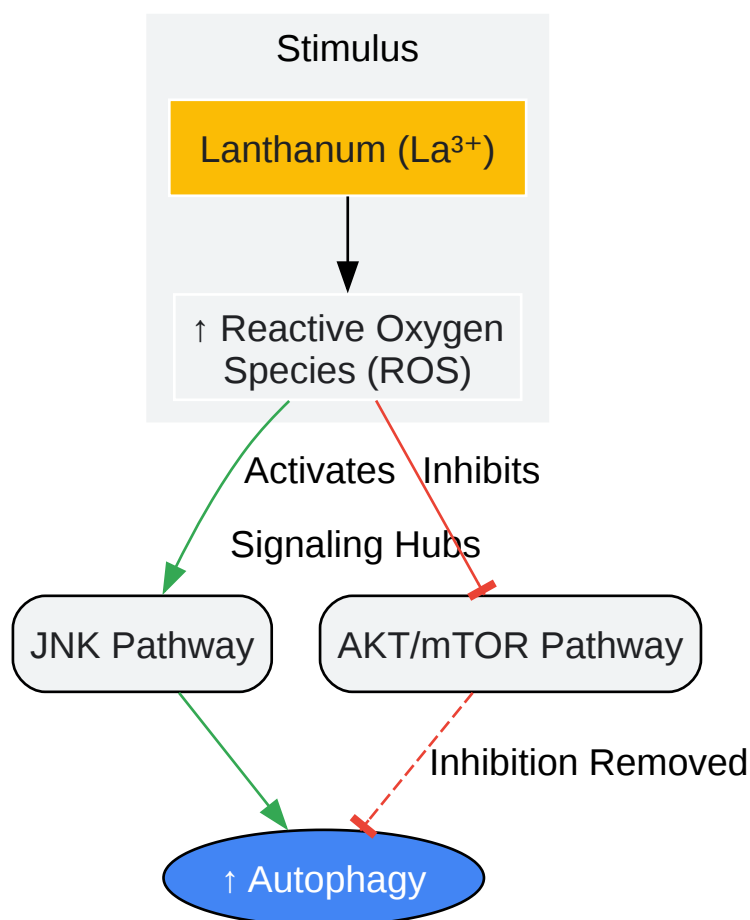 Stimulus
Lanthanum (La³⁺)
↑ Reactive Oxygen
Species (ROS)
Activates
Inhibits
Signaling Hubs
JNK Pathway
AKT/mTOR Pathway
Inhibition Removed
↑ Autophagy